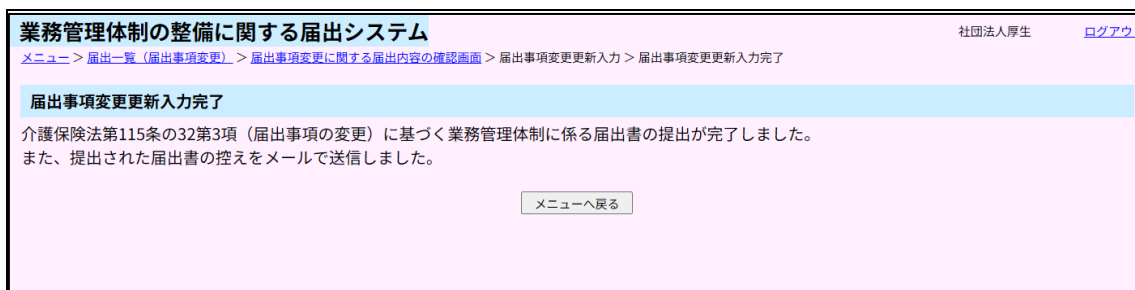 業務管理体制の整備に関する届出システム
社団法人厚生
ログアウ
メニュー > 届出一覧（届出事項変更） > 届出事項変更に関する届出内容の確認画面 > 届出事項変更更新入力 > 届出事項変更更新入力完了
届出事項変更更新入力完了
介護保険法第115条の32第3項（届出事項の変更）に基づく業務管理体制に係る届出書の提出が完了しました。
また、提出された届出書の控えをメールで送信しました。
メニューへ戻る